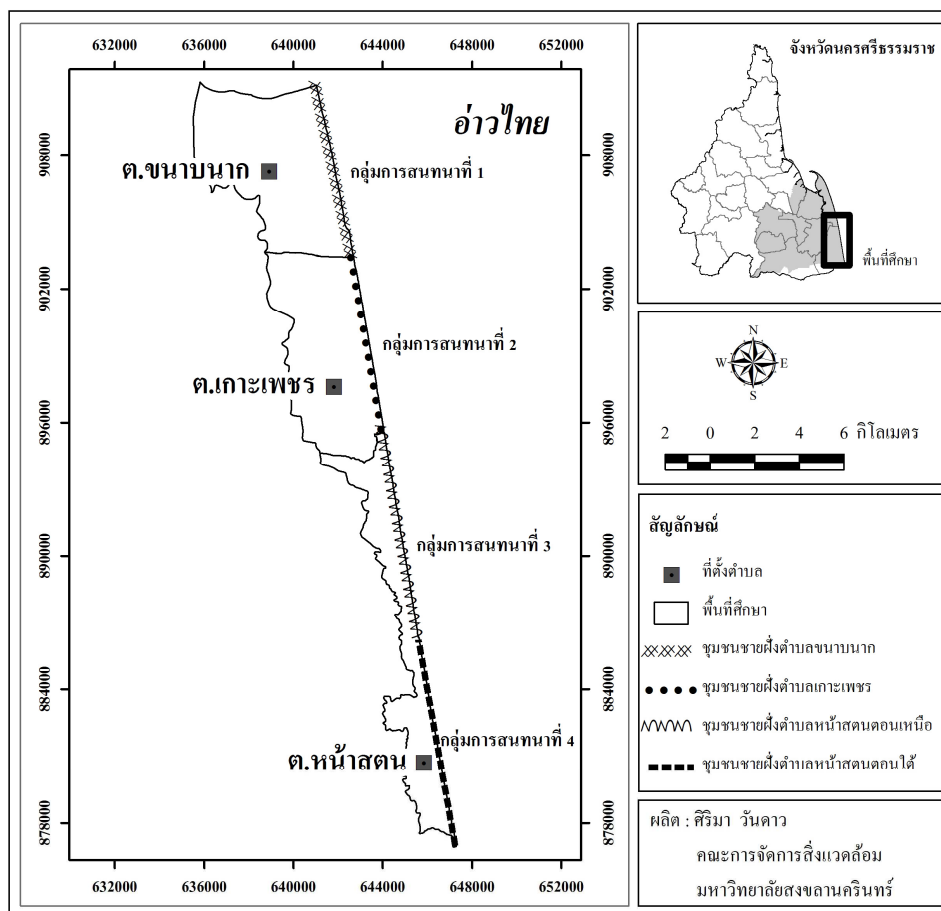 632000 636000 640000 644000 648000 652000
อ่าวไทย
908000 908000
ต.ขนาบนาก
กลุ่มการสนทนาที่ 1
902000 902000
กลุ่มการสนทนาที่ 2
ต.เกาะเพชร
896000 896000
กลุ่มการสนทนาที่ 3
890000 890000
884000 884000
กลุ่มการสนทนาที่ 4
ต.หน้าสตน
878000 878000
632000 636000 640000 644000 648000 652000
จังหวัดนครศรีธรรมราช
พื้นที่ศึกษา
N
W E
S
2 0 2 4 6 กิโลเมตร
สัญลักษณ์
ที่ตั้งตำบล
พื้นที่ศึกษา
ชุมชนชายฝั่งตำบลขนาบนาก
ชุมชนชายฝั่งตำบลเกาะเพชร
ชุมชนชายฝั่งตำบลหน้าสตนตอนเหนือ
ชุมชนชายฝั่งตำบลหน้าสตนตอนใต้
ผลิต : ศิริมา วันดาว
คณะการจัดการสิ่งแวดล้อม
มหาวิทยาลัยสงขลานครินทร์